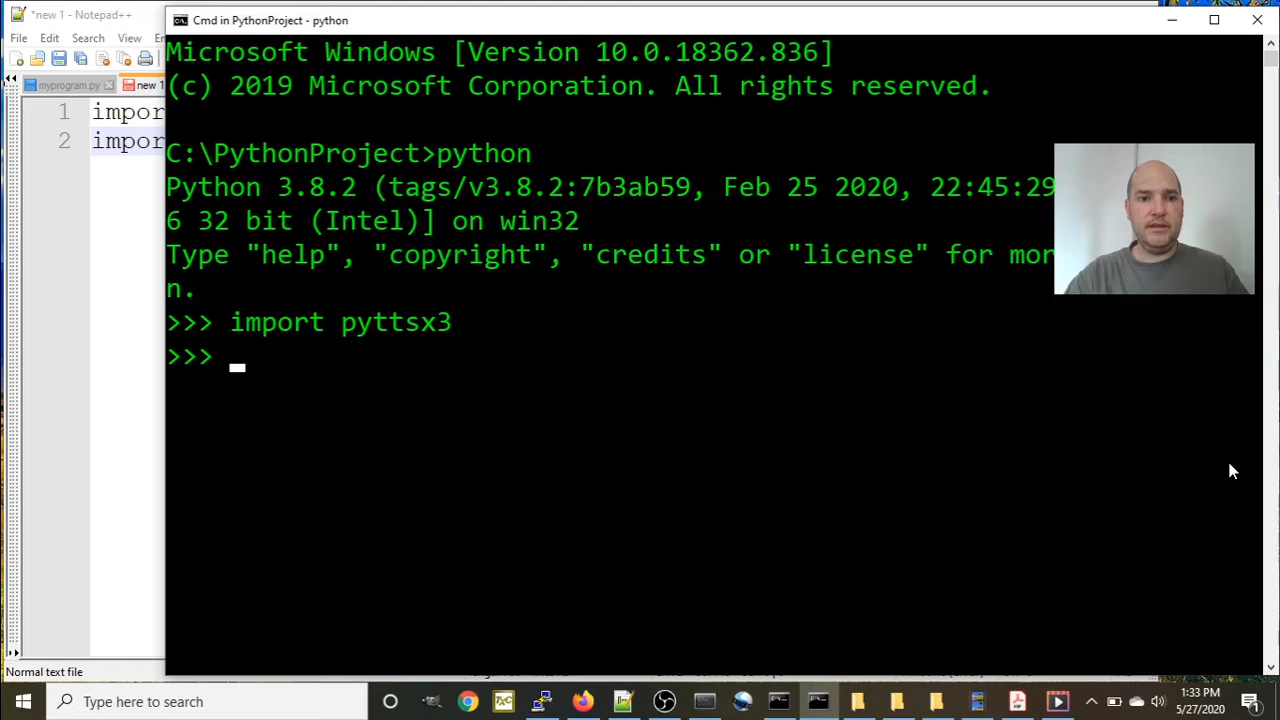 *new 1 - Notepad++
File Edit Search View
myprogram.py
new 1
1 impor
2 impor
Normal text file
Cmd in PythonProject - python
Microsoft Windows [Version 10.0.18362.836]
(c) 2019 Microsoft Corporation. All rights reserved.
C:\PythonProject>python
Python 3.8.2 (tags/v3.8.2:7b3ab59, Feb 25 2020, 22:45:29
6 32 bit (Intel)] on win32
Type "help", "copyright", "credits" or "license" for mor
n.
>>> import pyttsx3
>>>
Type here to search
1:33 PM
5/27/2020